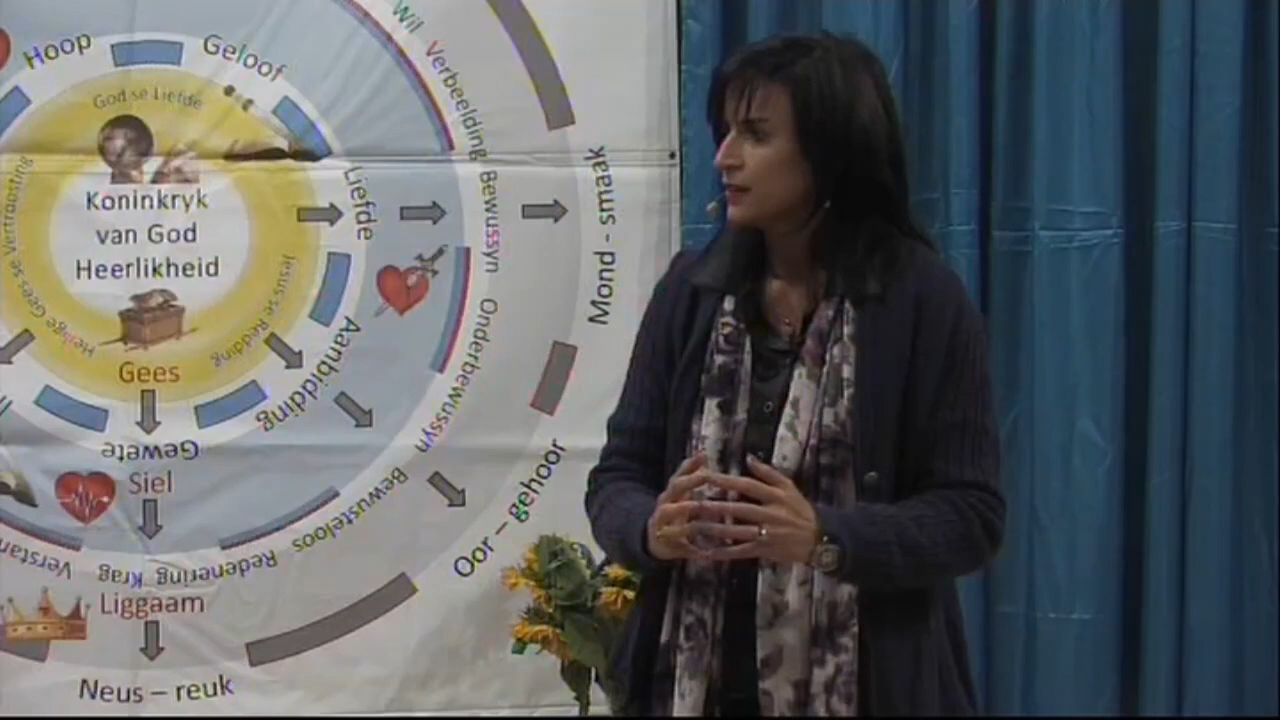 Hoop
Geloof
God se Liefde
Koninkryk
van God
Heerlikheid
Heilige Gees se Vertroosting
Jesus se Redding
Gees
Liefde
Aanbidding
Gewete
Siel
Wil
Verbeelding
Bewussyn
Onderbewussyn
Bewusteloos
Redenering Krag
Verstan
Liggaam
Mond - smaak
Oor – gehoor
Neus – reuk